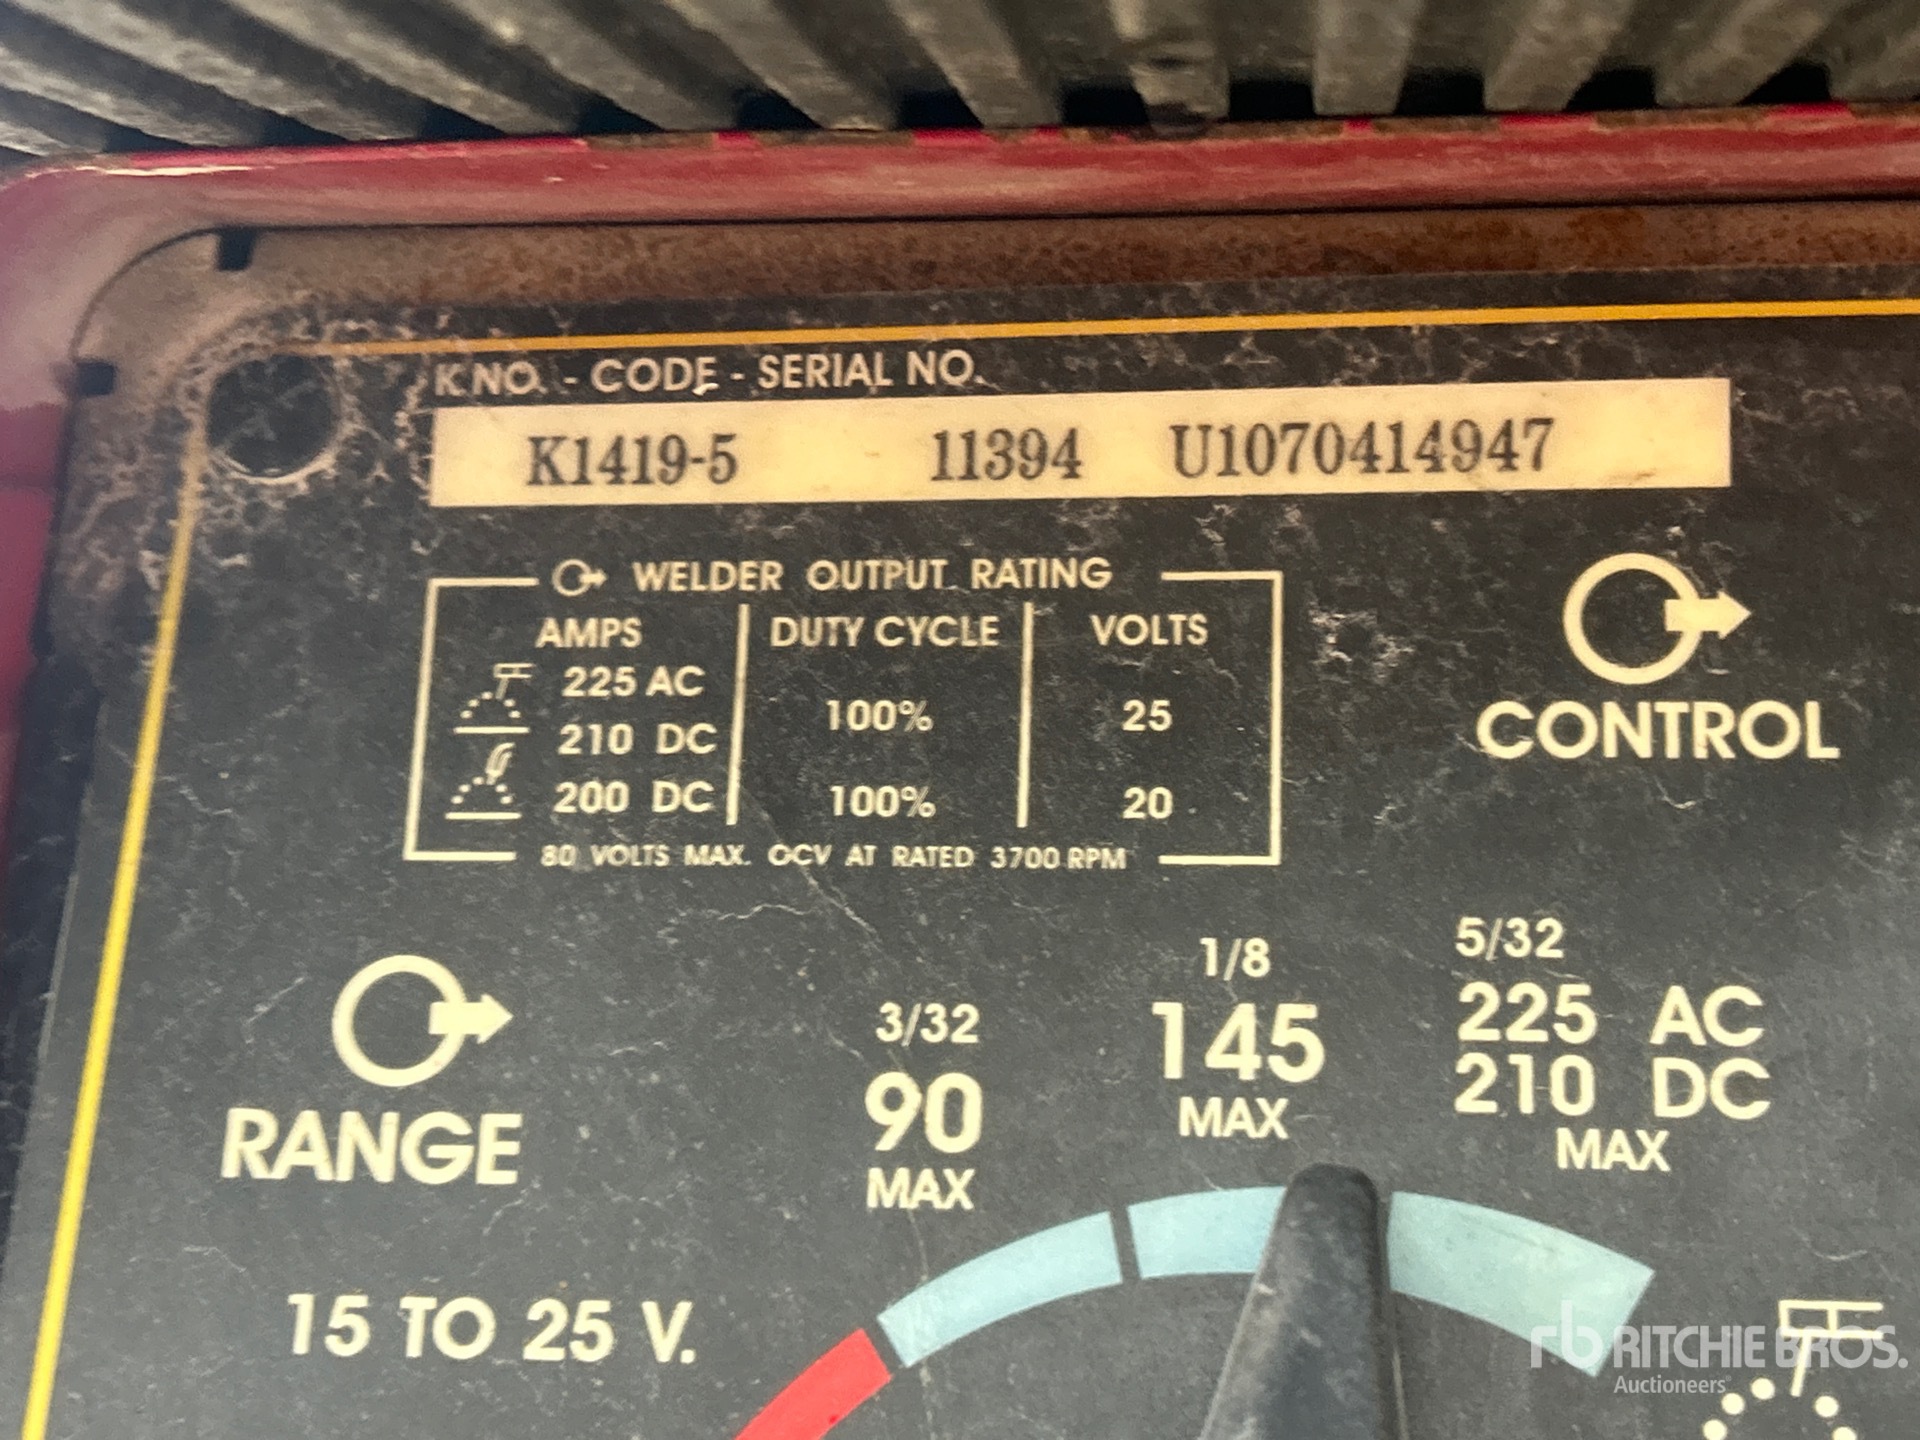 K.NO. - CODE - SERIAL NO.
K1419-5 11394 U1070414947
WELDER OUTPUT RATING
AMPS DUTY CYCLE VOLTS
225 AC
210 DC 100% 25
200 DC 100% 20
80 VOLTS MAX. OCV AT RATED 3700 RPM
CONTROL
RANGE
15 TO 25 V.
3/32
90
MAX
1/8
145
MAX
5/32
225 AC
210 DC
MAX
rb RITCHIE BROS.
Auctioneers